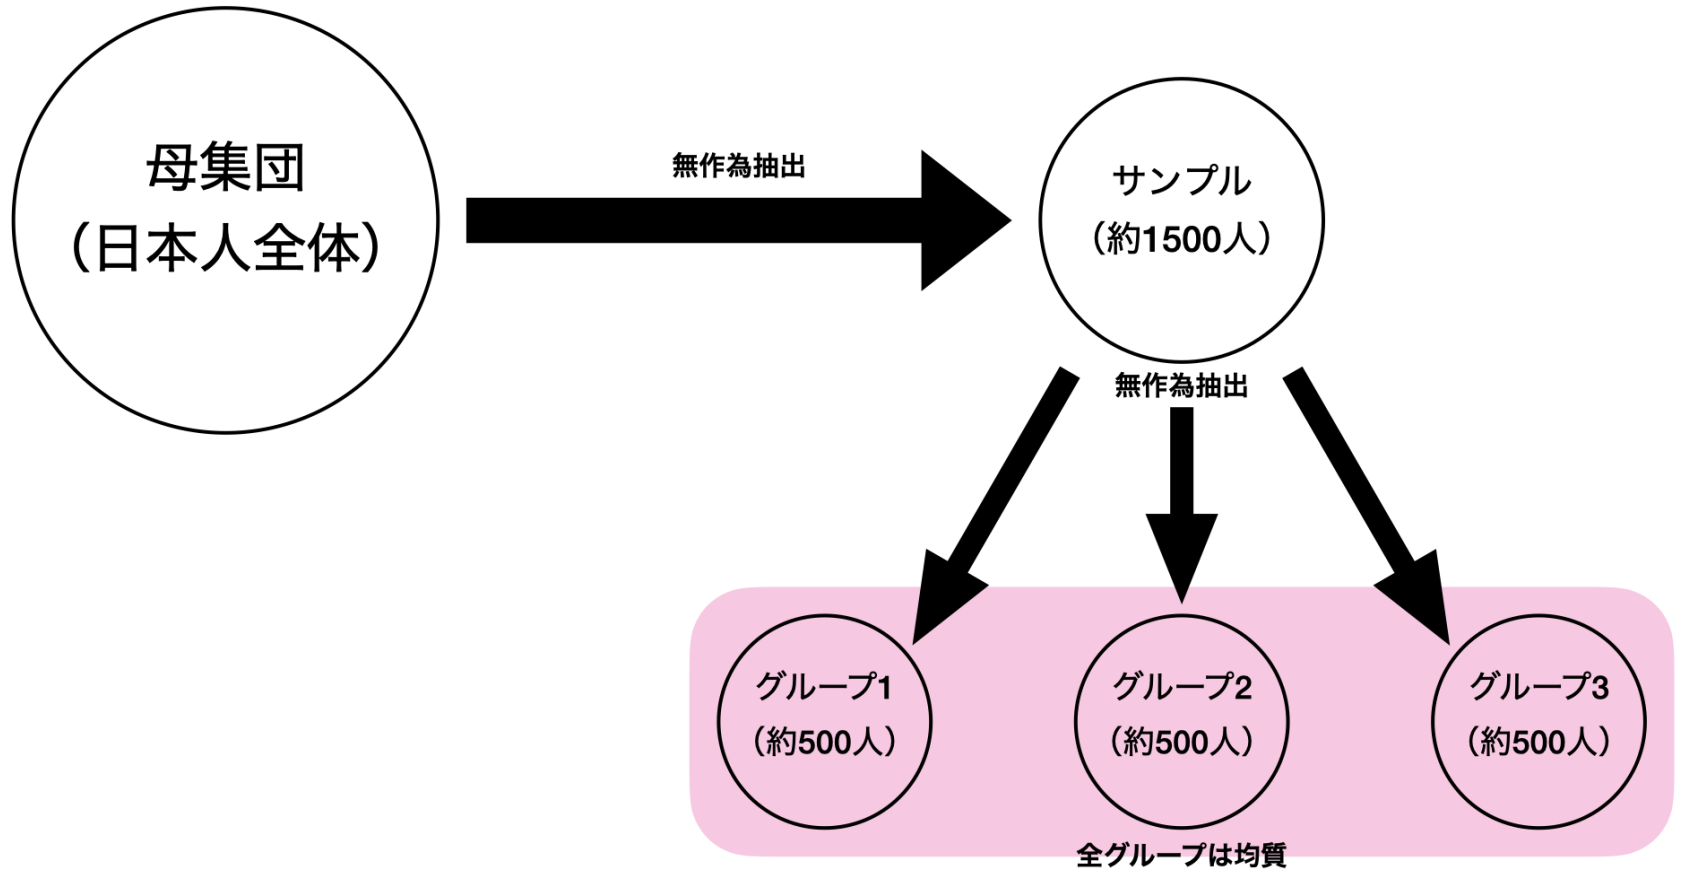 母集団
（日本人全体）
無作為抽出
サンプル
（約1500人）
無作為抽出
グループ1
（約500人）
グループ2
（約500人）
グループ3
（約500人）
全グループは均質